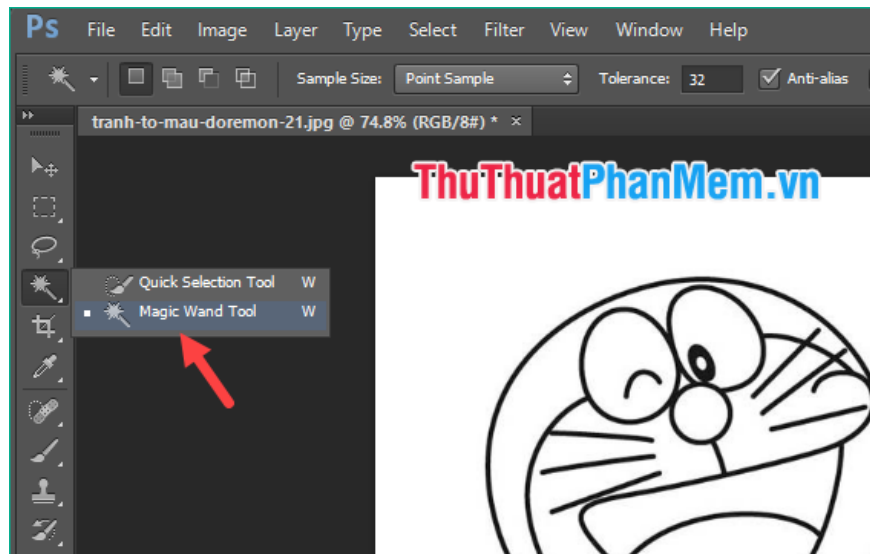 Ps File Edit Image Layer Type Select Filter View Window Help
Sample Size: Point Sample Tolerance: 32 Anti-alias
tranh-to-mau-doremon-21.jpg @ 74.8% (RGB/8#) * ×
ThuThuatPhanMem.vn
Quick Selection Tool W
Magic Wand Tool W